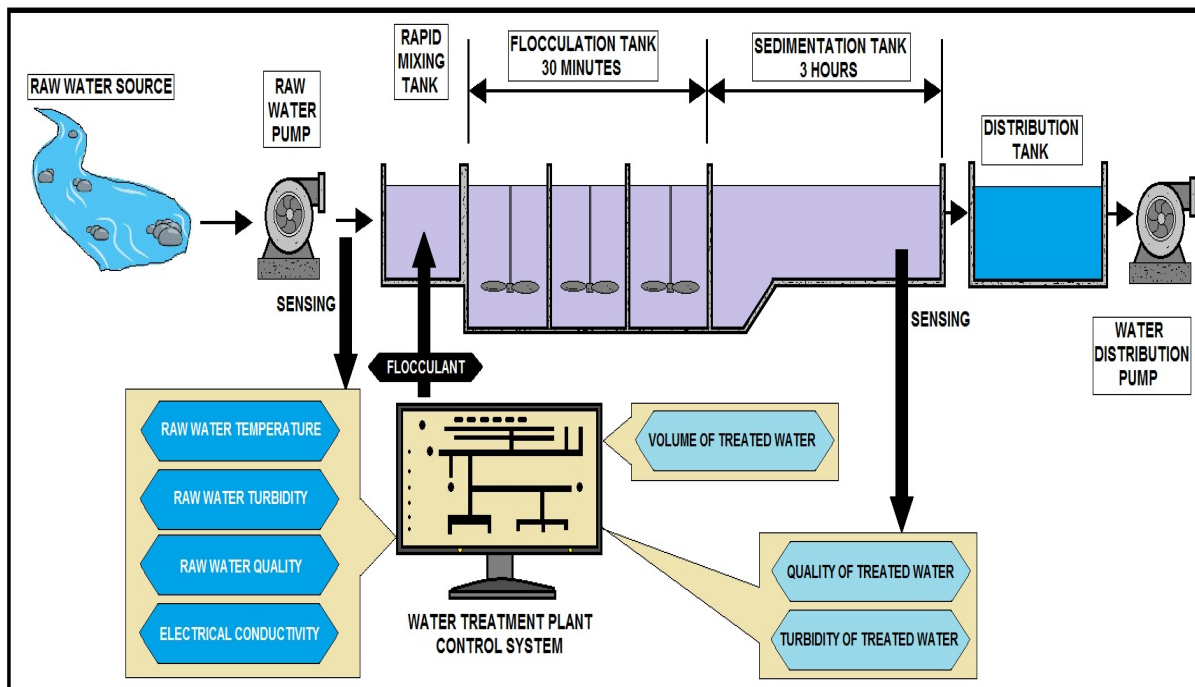 RAW WATER SOURCE
RAW
WATER
PUMP
RAPID
MIXING
TANK
FLOCCULATION TANK
30 MINUTES
SEDIMENTATION TANK
3 HOURS
DISTRIBUTION
TANK
SENSING
FLOCCULANT
SENSING
WATER
DISTRIBUTION
PUMP
RAW WATER TEMPERATURE
RAW WATER TURBIDITY
RAW WATER QUALITY
ELECTRICAL CONDUCTIVITY
VOLUME OF TREATED WATER
QUALITY OF TREATED WATER
TURBIDITY OF TREATED WATER
WATER TREATMENT PLANT
CONTROL SYSTEM